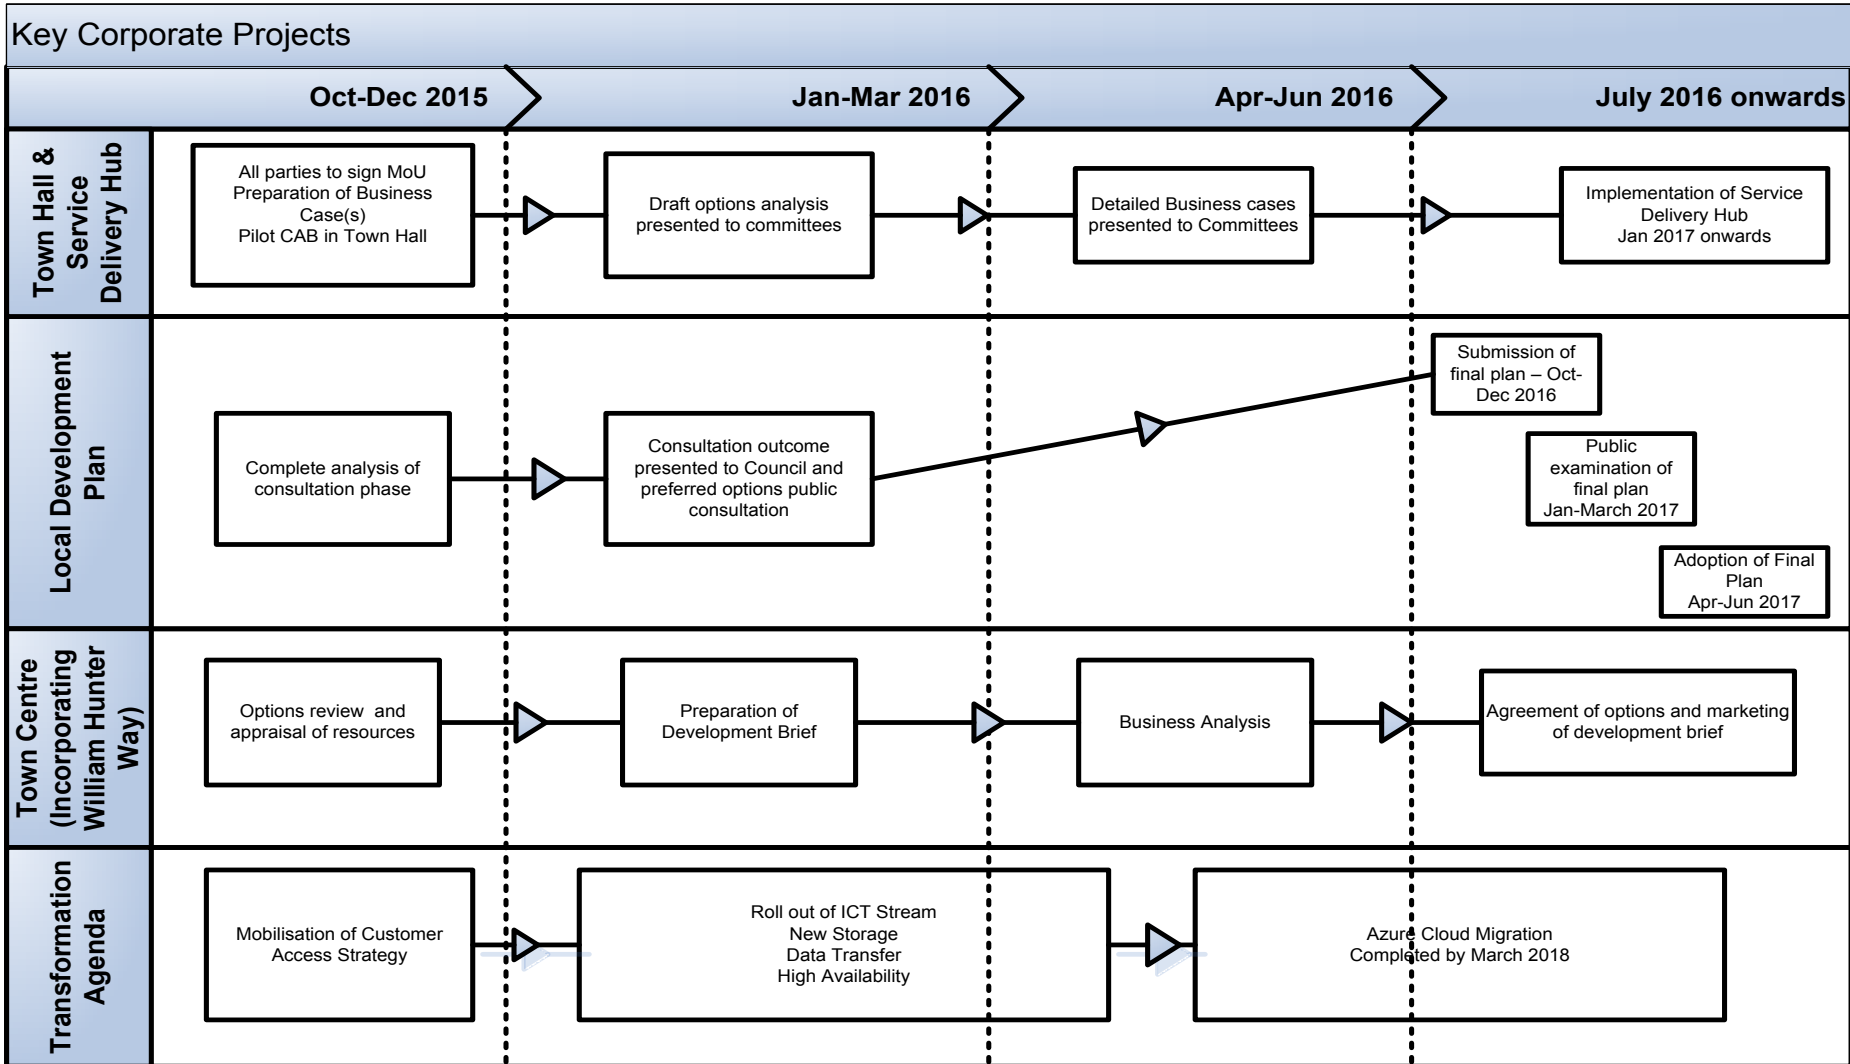 Key Corporate Projects
Oct-Dec 2015
Jan-Mar 2016
Apr-Jun 2016
July 2016 onwards
Town Hall &
Service
Delivery Hub
All parties to sign MoU
Preparation of Business
Case(s)
Pilot CAB in Town Hall
Draft options analysis
presented to committees
Detailed Business cases
presented to Committees
Implementation of Service
Delivery Hub
Jan 2017 onwards
Local Development
Plan
Complete analysis of
consultation phase
Consultation outcome
presented to Council and
preferred options public
consultation
Submission of
final plan – Oct-
Dec 2016
Public
examination of
final plan
Jan-March 2017
Adoption of Final
Plan
Apr-Jun 2017
Town Centre
(Incorporating
William Hunter
Way)
Options review and
appraisal of resources
Preparation of
Development Brief
Business Analysis
Agreement of options and marketing
of development brief
Transformation
Agenda
Mobilisation of Customer
Access Strategy
Roll out of ICT Stream
New Storage
Data Transfer
High Availability
Azure Cloud Migration
Completed by March 2018